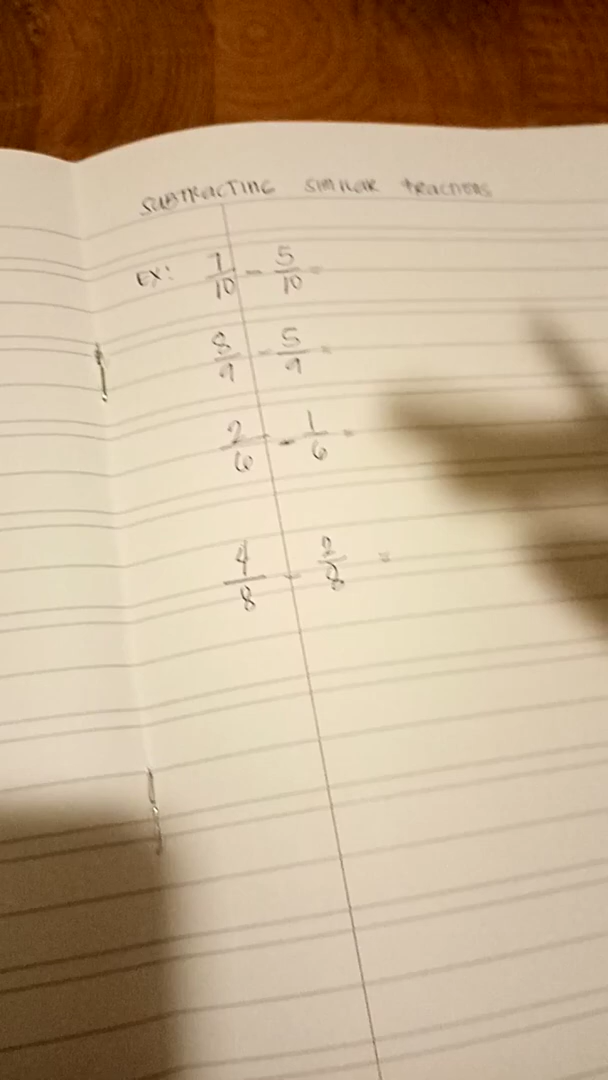 SUBTRACTING SIMILAR fRACTIONS
EX: 7/10 - 5/10 =
8/9 - 5/9 =
2/6 - 1/6 =
4/8 - 2/8 =